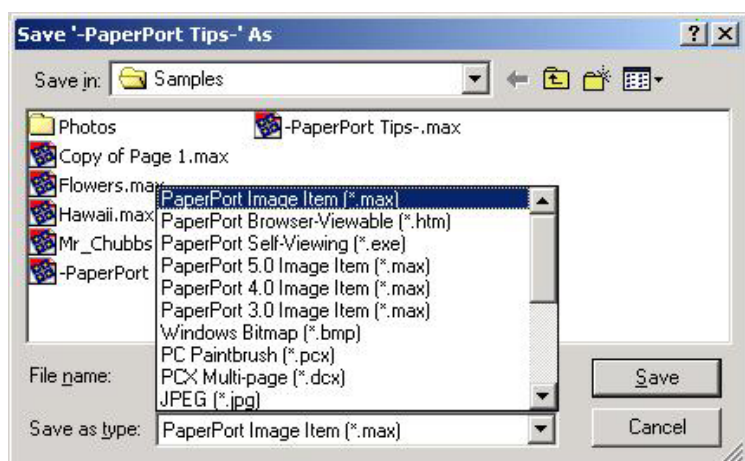 Save '-PaperPort Tips-' As
Save in: Samples
Photos
-PaperPort Tips-.max
Copy of Page 1.max
Flowers.max
Hawaii.max
Mr_Chubbs
-PaperPort
PaperPort Image Item (*.max)
PaperPort Browser-Viewable (*.htm)
PaperPort Self-Viewing (*.exe)
PaperPort 5.0 Image Item (*.max)
PaperPort 4.0 Image Item (*.max)
PaperPort 3.0 Image Item (*.max)
Windows Bitmap (*.bmp)
PC Paintbrush (*.pcx)
PCX Multi-page (*.dcx)
JPEG (*.jpg)
File name:
Save
Save as type: PaperPort Image Item (*.max)
Cancel